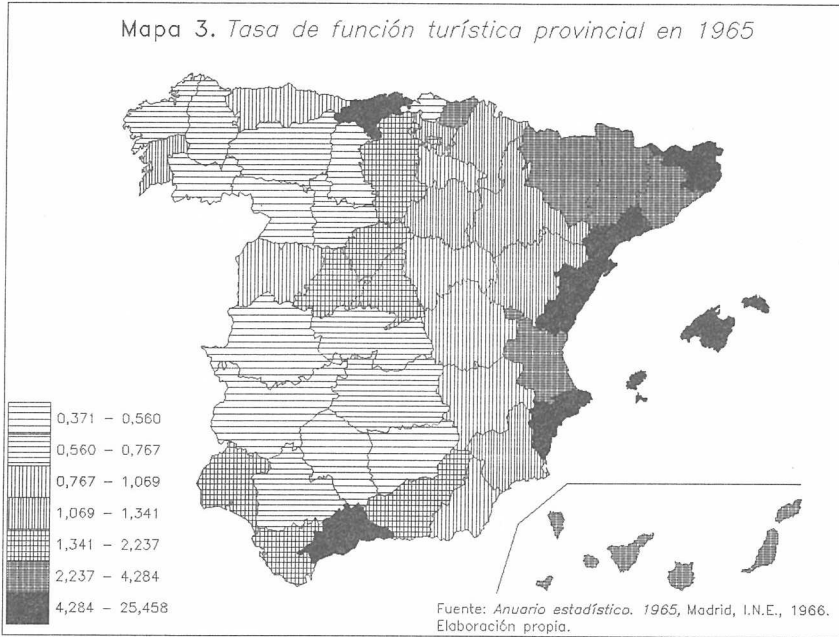 Mapa 3. Tasa de función turística provincial en 1965
0,371 – 0,560
0,560 – 0,767
0,767 – 1,069
1,069 – 1,341
1,341 – 2,237
2,237 – 4,284
4,284 – 25,458
Fuente: Anuario estadístico. 1965, Madrid, I.N.E., 1966.
Elaboración propia.